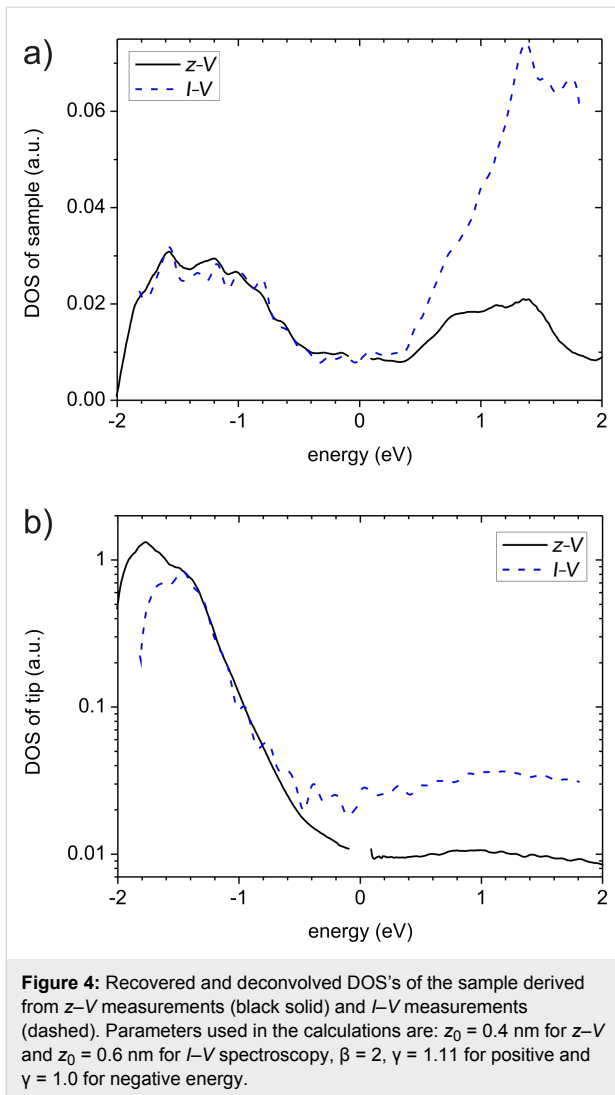 a)
z-V
I-V
DOS of sample (a.u.)
0.06
0.04
0.02
0.00
-2
-1
0
1
2
energy (eV)
b)
z-V
I-V
DOS of tip (a.u.)
1
0.1
0.01
-2
-1
0
1
2
energy (eV)
Figure 4: Recovered and deconvolved DOS's of the sample derived
from z–V measurements (black solid) and I–V measurements
(dashed). Parameters used in the calculations are: z₀ = 0.4 nm for z–V
and z₀ = 0.6 nm for I–V spectroscopy, β = 2, γ = 1.11 for positive and
γ = 1.0 for negative energy.